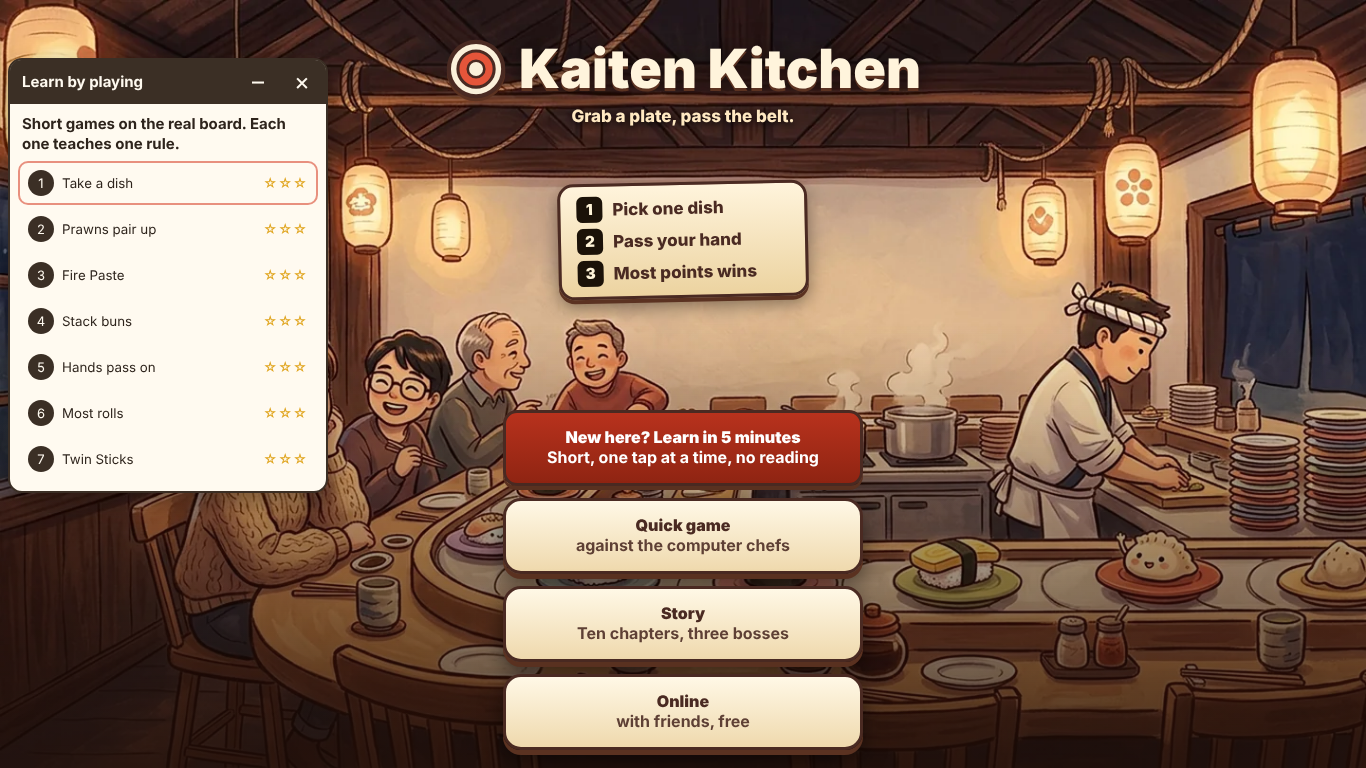 Kaiten Kitchen
Grab a plate, pass the belt.
Learn by playing
Short games on the real board. Each
one teaches one rule.
1 Take a dish
2 Prawns pair up
3 Fire Paste
4 Stack buns
5 Hands pass on
6 Most rolls
7 Twin Sticks
1 Pick one dish
2 Pass your hand
3 Most points wins
New here? Learn in 5 minutes
Short, one tap at a time, no reading
Quick game
against the computer chefs
Story
Ten chapters, three bosses
Online
with friends, free